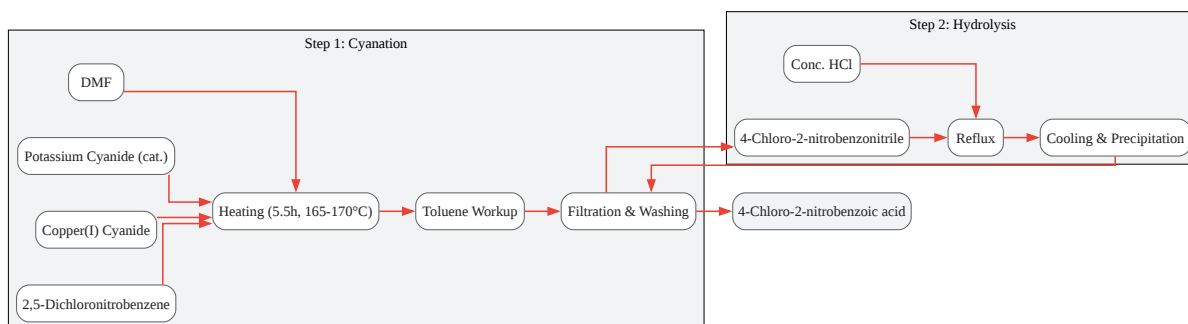 Step 1: Cyanation
DMF
Potassium Cyanide (cat.)
Copper(I) Cyanide
2,5-Dichloronitrobenzene
Heating (5.5h, 165-170°C)
Toluene Workup
Filtration & Washing
Step 2: Hydrolysis
Conc. HCl
4-Chloro-2-nitrobenzonitrile
Reflux
Cooling & Precipitation
4-Chloro-2-nitrobenzoic acid